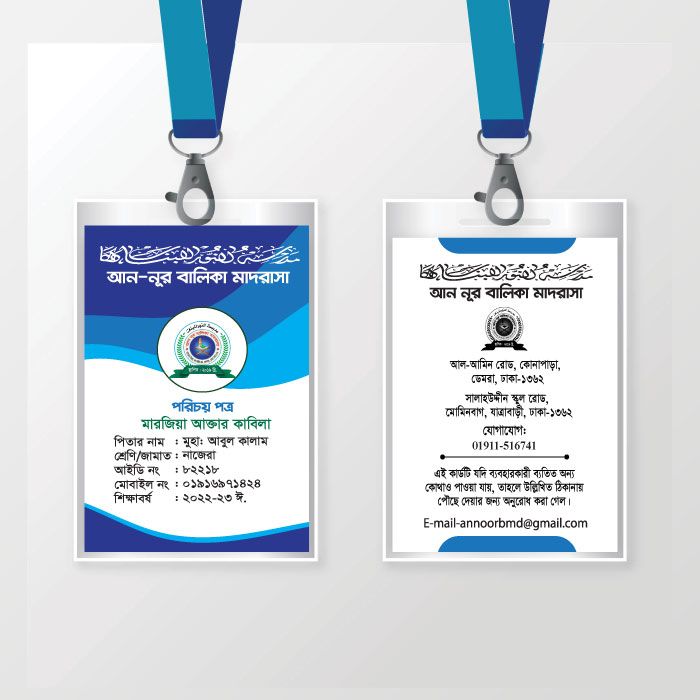 আন-নূর বালিকা মাদরাসা
পরিচয় পত্র
মারজিয়া আক্তার কাবিলা
পিতার নাম : মুহা: আবুল কালাম
শ্রেণি/জামাত : নাজেরা
আইডি নং : ৮২২১৮
মোবাইল নং : ০১৯১৬৯৭১৪২৪
শিক্ষাবর্ষ : ২০২২-২৩ ঈ.
আন নূর বালিকা মাদরাসা
আল-আমিন রোড, কোনাপাড়া,
ডেমরা, ঢাকা-১৩৬২
সালাহউদ্দীন স্কুল রোড,
মোমিনবাগ, যাত্রাবাড়ী, ঢাকা-১৩৬২
যোগাযোগ:
01911-516741
এই কার্ডটি যদি ব্যবহারকারী ব্যতিত অন্য
কোথাও পাওয়া যায়, তাহলে উল্লিখিত ঠিকানায়
পৌছে দেয়ার জন্য অনুরোধ করা গেল।
E-mail-annoorbmd@gmail.com